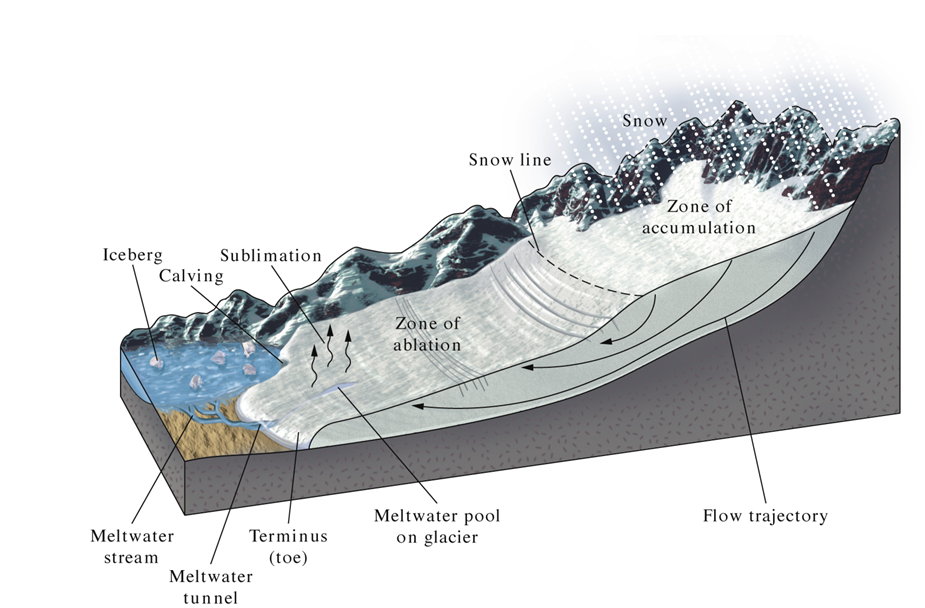 Snow
Snow line
Zone of
accumulation
Iceberg
Sublimation
Calving
Zone of
ablation
Meltwater
stream
Meltwater
tunnel
Terminus
(toe)
Meltwater pool
on glacier
Flow trajectory